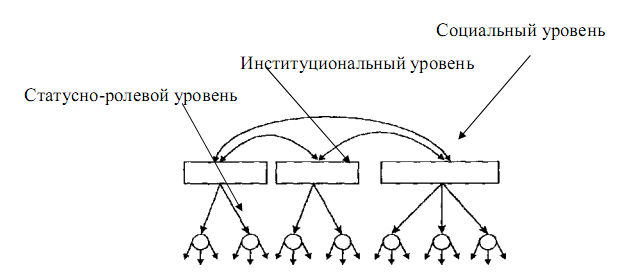 Социальный уровень
Институциональный уровень
Статусно-ролевой уровень